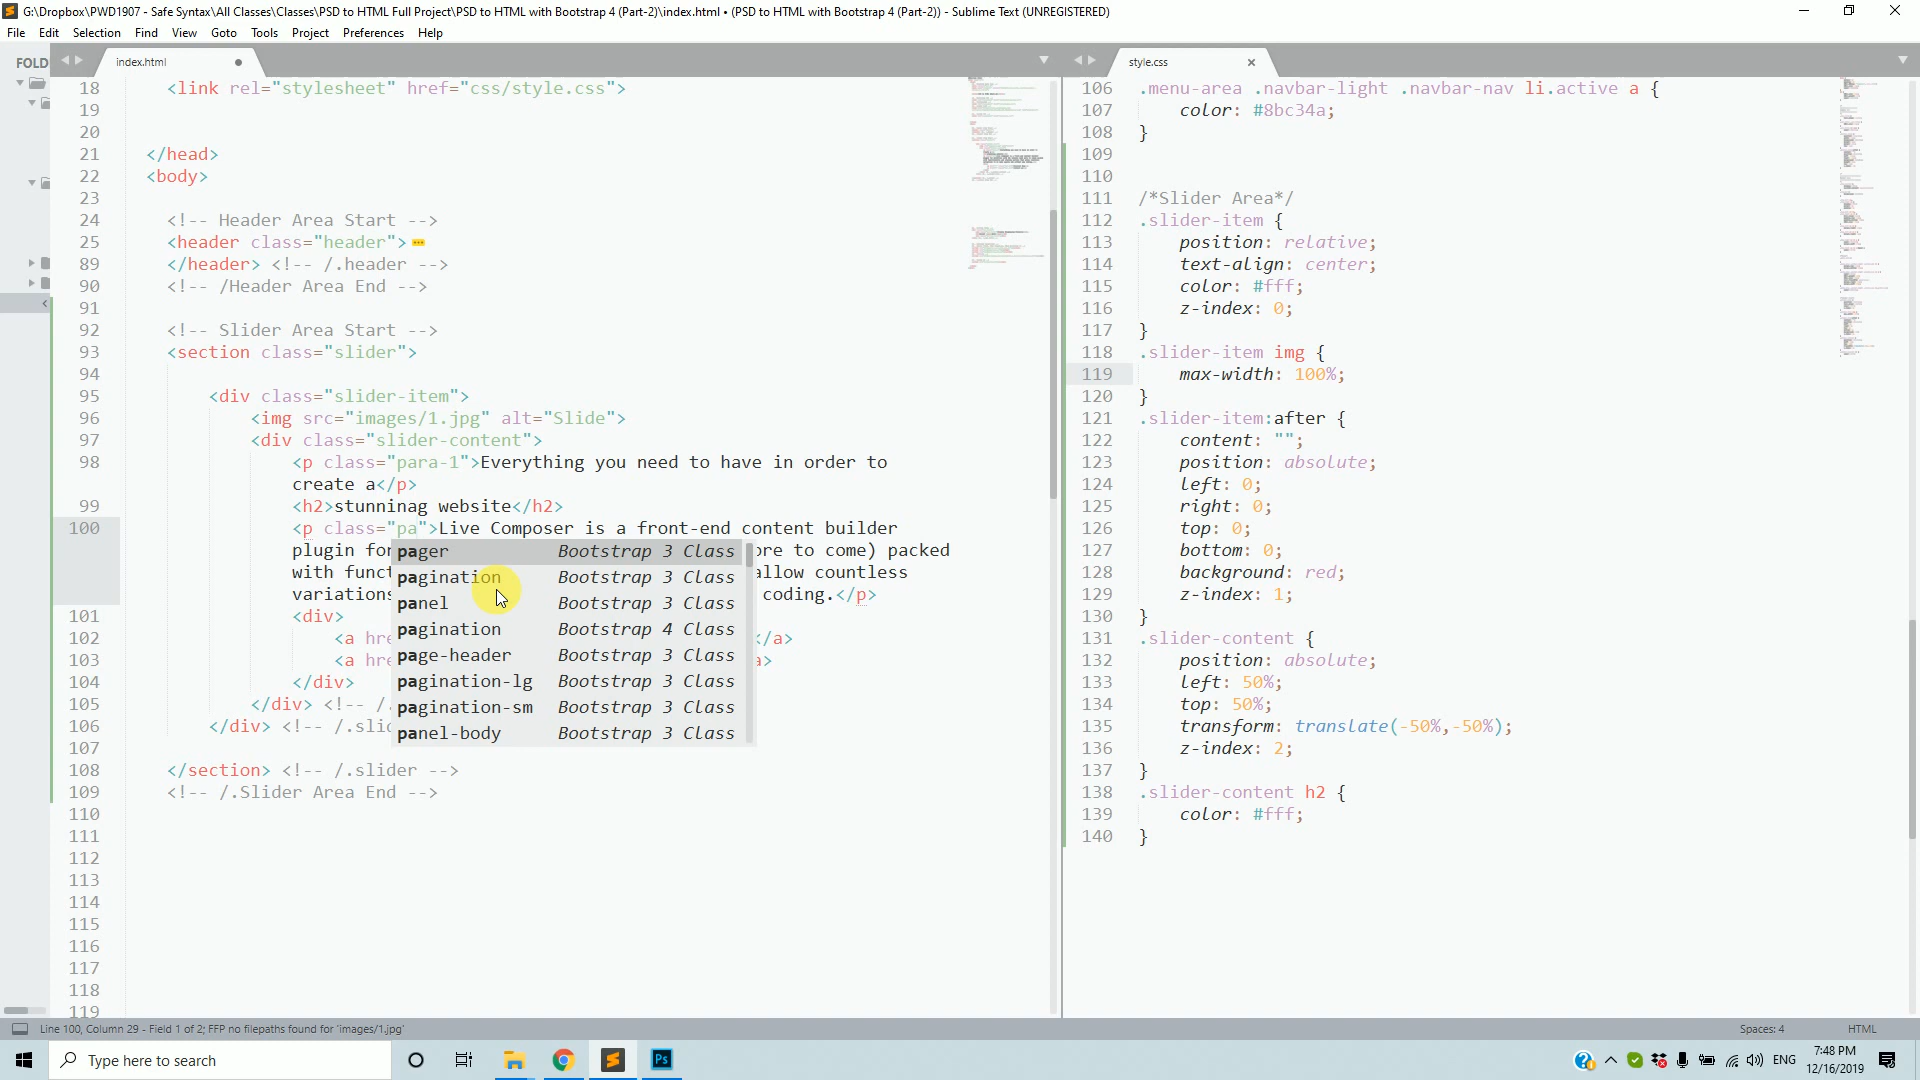 G:\Dropbox\PWD1907 - Safe Syntax\All Classes\Classes\PSD to HTML Full Project\PSD to HTML with Bootstrap 4 (Part-2)\index.html • (PSD to HTML with Bootstrap 4 (Part-2)) - Sublime Text (UNREGISTERED)
File Edit Selection Find View Goto Tools Project Preferences Help
FOLD
index.html
18 <link rel="stylesheet" href="css/style.css">
19
20
21 </head>
22 <body>
23
24 <!-- Header Area Start -->
25 <header class="header">
89 </header> <!-- /.header -->
90 <!-- /Header Area End -->
91
92 <!-- Slider Area Start -->
93 <section class="slider">
94
95 <div class="slider-item">
96 <img src="images/1.jpg" alt="Slide">
97 <div class="slider-content">
98 <p class="para-1">Everything you need to have in order to
create a</p>
99 <h2>stunninag website</h2>
100 <p class="pa">Live Composer is a front-end content builder
plugin for ore to come) packed
with funct allow countless
variations coding.</p>
101 <div>
102 <a hre </a>
103 <a hre a>
104 </div>
105 </div> <!-- /.
106 </div> <!-- /.slid
107
108 </section> <!-- /.slider -->
109 <!-- /.Slider Area End -->
110
111
112
113
114
115
116
117
118
119
pager Bootstrap 3 Class
pagination Bootstrap 3 Class
panel Bootstrap 3 Class
pagination Bootstrap 4 Class
page-header Bootstrap 3 Class
pagination-lg Bootstrap 3 Class
pagination-sm Bootstrap 3 Class
panel-body Bootstrap 3 Class
style.css
106 .menu-area .navbar-light .navbar-nav li.active a {
107 color: #8bc34a;
108 }
109
110
111 /*Slider Area*/
112 .slider-item {
113 position: relative;
114 text-align: center;
115 color: #fff;
116 z-index: 0;
117 }
118 .slider-item img {
119 max-width: 100%;
120 }
121 .slider-item:after {
122 content: "";
123 position: absolute;
124 left: 0;
125 right: 0;
126 top: 0;
127 bottom: 0;
128 background: red;
129 z-index: 1;
130 }
131 .slider-content {
132 position: absolute;
133 left: 50%;
134 top: 50%;
135 transform: translate(-50%,-50%);
136 z-index: 2;
137 }
138 .slider-content h2 {
139 color: #fff;
140 }
Line 100, Column 29 - Field 1 of 2; FFP no filepaths found for 'images/1.jpg'
Spaces: 4 HTML
Type here to search
Ps
ENG
7:48 PM
12/16/2019